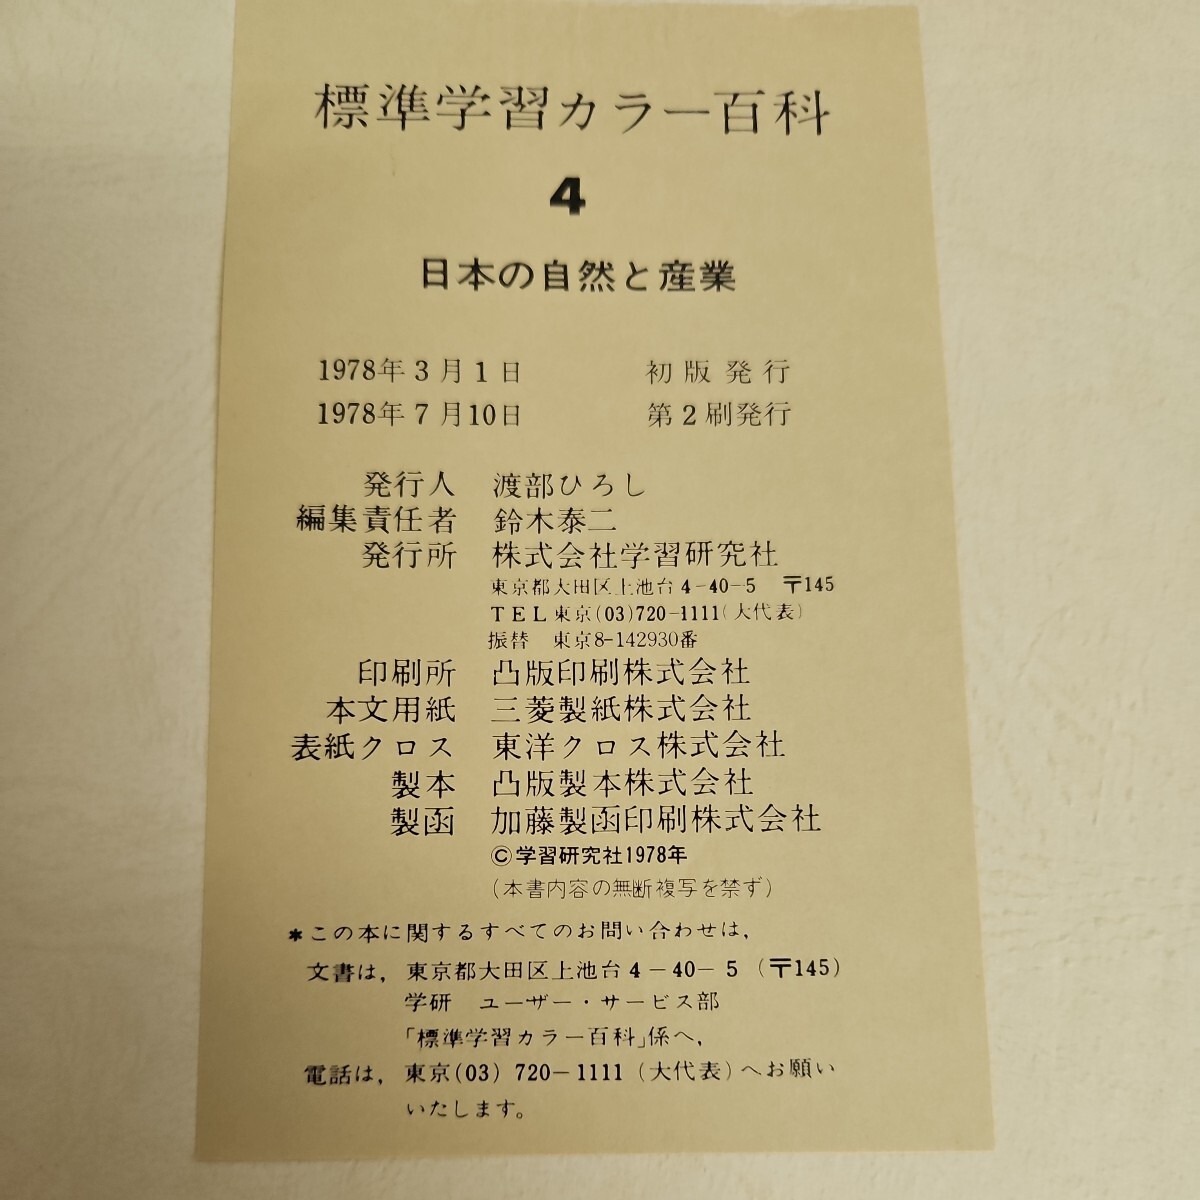 標準学習カラー百科
4
日本の自然と産業
1978年3月1日 初版発行
1978年7月10日 第2刷発行
発行人 渡部ひろし
編集責任者 鈴木泰二
発行所 株式会社学習研究社
東京都大田区上池台4-40-5 〒145
TEL東京(03)720-1111(大代表)
振替 東京8-142930番
印刷所 凸版印刷株式会社
本文用紙 三菱製紙株式会社
表紙クロス 東洋クロス株式会社
製本 凸版製本株式会社
製函 加藤製函印刷株式会社
©学習研究社1978年
(本書内容の無断複写を禁ず)
*この本に関するすべてのお問い合わせは,
文書は, 東京都大田区上池台4-40-5(〒145)
学研 ユーザー・サービス部
「標準学習カラー百科」係へ,
電話は, 東京(03)720-1111(大代表)へお願い
いたします。